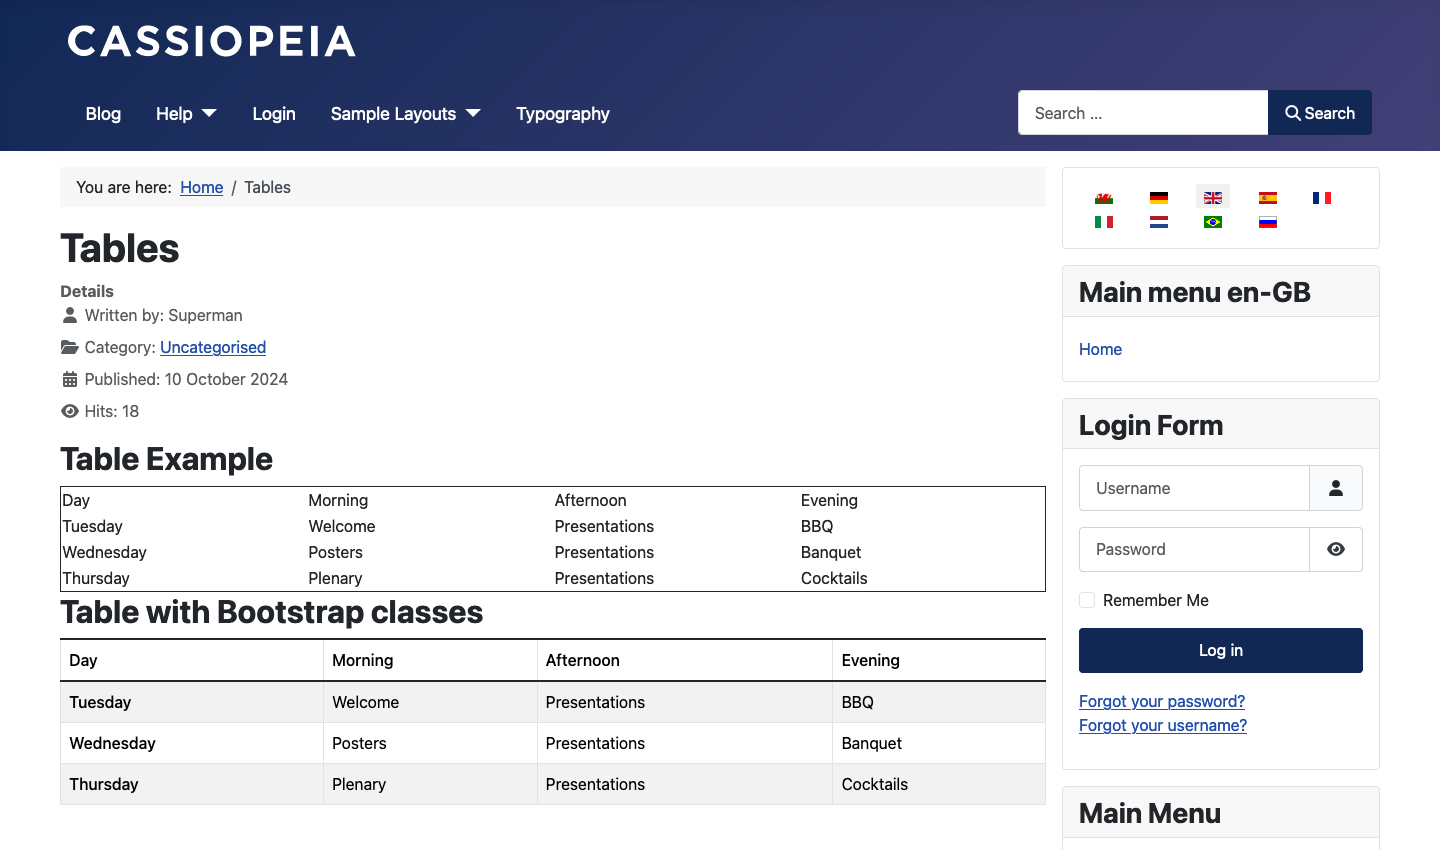 CASSIOPEIA
Blog Help Login Sample Layouts Typography
Search ... Search
You are here: Home / Tables
Tables
Details
Written by: Superman
Category: Uncategorised
Published: 10 October 2024
Hits: 18
Table Example
Day Morning Afternoon Evening
Tuesday Welcome Presentations BBQ
Wednesday Posters Presentations Banquet
Thursday Plenary Presentations Cocktails
Table with Bootstrap classes
Day Morning Afternoon Evening
Tuesday Welcome Presentations BBQ
Wednesday Posters Presentations Banquet
Thursday Plenary Presentations Cocktails
Main menu en-GB
Home
Login Form
Username
Password
Remember Me
Log in
Forgot your password?
Forgot your username?
Main Menu